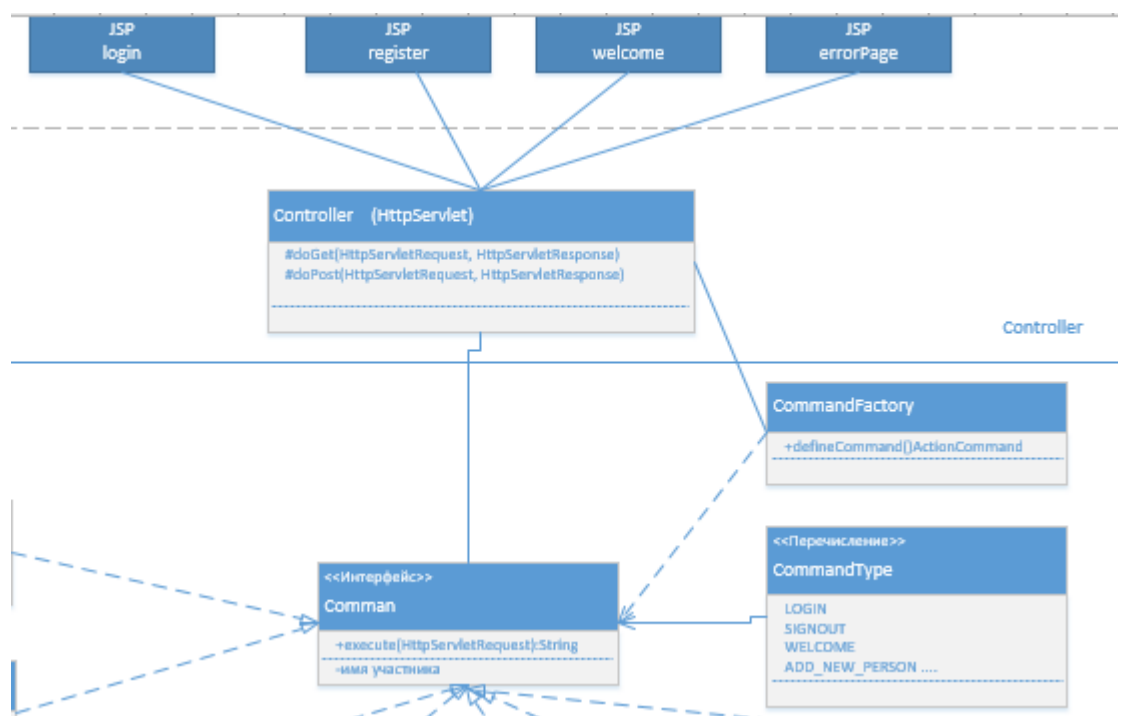 JSP
login
JSP
register
JSP
welcome
JSP
errorPage
Controller (HttpServlet)
#doGet(HttpServletRequest, HttpServletResponse)
#doPost(HttpServletRequest, HttpServletResponse)
Controller
CommandFactory
+defineCommand()ActionCommand
<<Перечисление>>
CommandType
LOGIN
SIGNOUT
WELCOME
ADD_NEW_PERSON ....
<<Интерфейс>>
Comman
+execute(HttpServletRequest):String
-имя участника